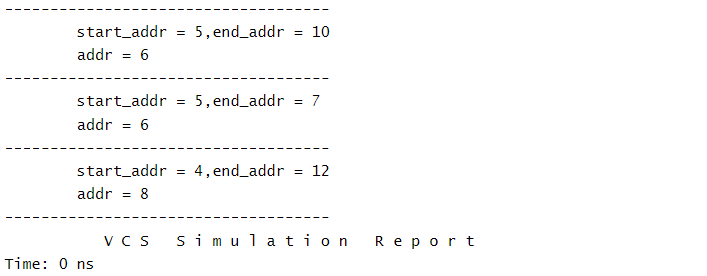 ------------------------------------
start_addr = 5,end_addr = 10
addr = 6
------------------------------------
start_addr = 5,end_addr = 7
addr = 6
------------------------------------
start_addr = 4,end_addr = 12
addr = 8
------------------------------------
V C S   S i m u l a t i o n   R e p o r t
Time: 0 ns